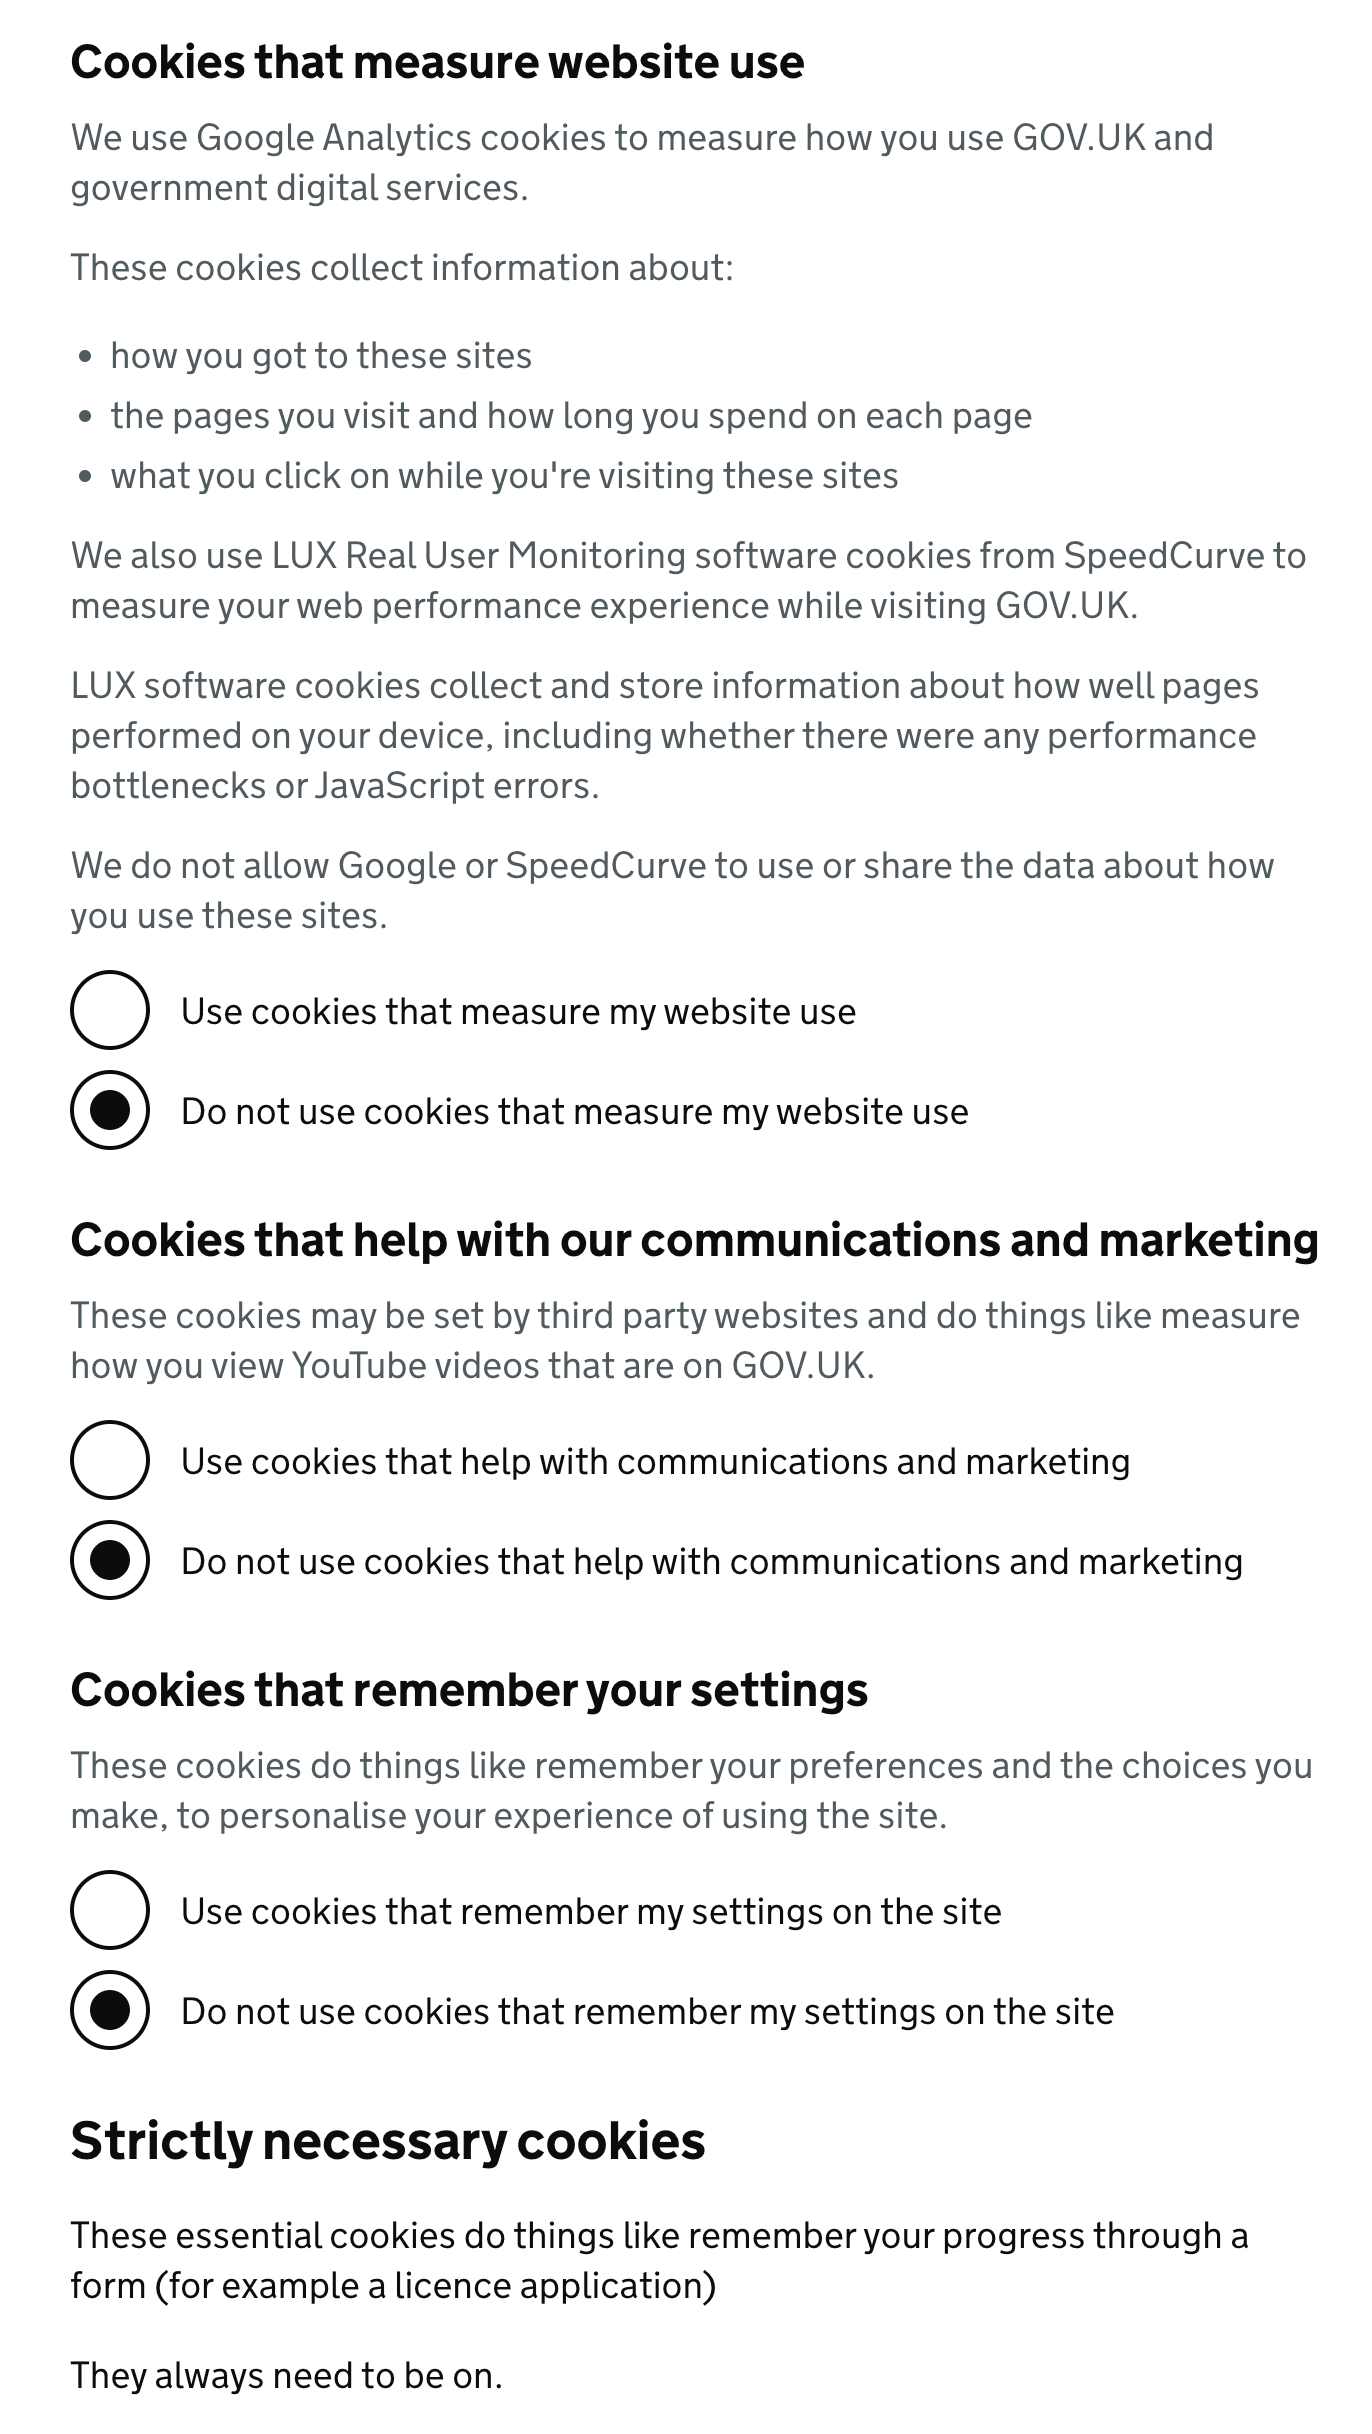 Cookies that measure website use
We use Google Analytics cookies to measure how you use GOV.UK and
government digital services.
These cookies collect information about:
• how you got to these sites
• the pages you visit and how long you spend on each page
• what you click on while you're visiting these sites
We also use LUX Real User Monitoring software cookies from SpeedCurve to
measure your web performance experience while visiting GOV.UK.
LUX software cookies collect and store information about how well pages
performed on your device, including whether there were any performance
bottlenecks or JavaScript errors.
We do not allow Google or SpeedCurve to use or share the data about how
you use these sites.
Use cookies that measure my website use
Do not use cookies that measure my website use
Cookies that help with our communications and marketing
These cookies may be set by third party websites and do things like measure
how you view YouTube videos that are on GOV.UK.
Use cookies that help with communications and marketing
Do not use cookies that help with communications and marketing
Cookies that remember your settings
These cookies do things like remember your preferences and the choices you
make, to personalise your experience of using the site.
Use cookies that remember my settings on the site
Do not use cookies that remember my settings on the site
Strictly necessary cookies
These essential cookies do things like remember your progress through a
form (for example a licence application)
They always need to be on.